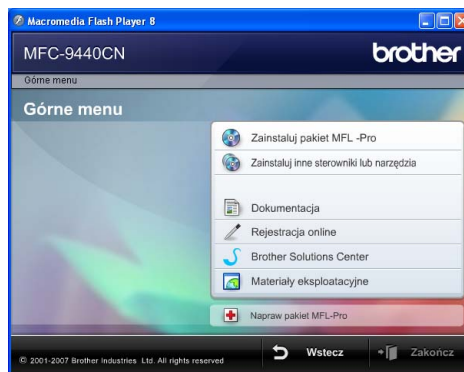 Macromedia Flash Player 8
MFC-9440CN
brother
Górne menu
Górne menu
Zainstaluj pakiet MFL -Pro
Zainstaluj inne sterowniki lub narzędzia
Dokumentacja
Rejestracja online
Brother Solutions Center
Materiały eksploatacyjne
Napraw pakiet MFL-Pro
© 2001-2007 Brother Industries Ltd. All rights reserved
Wstecz
Zakończ